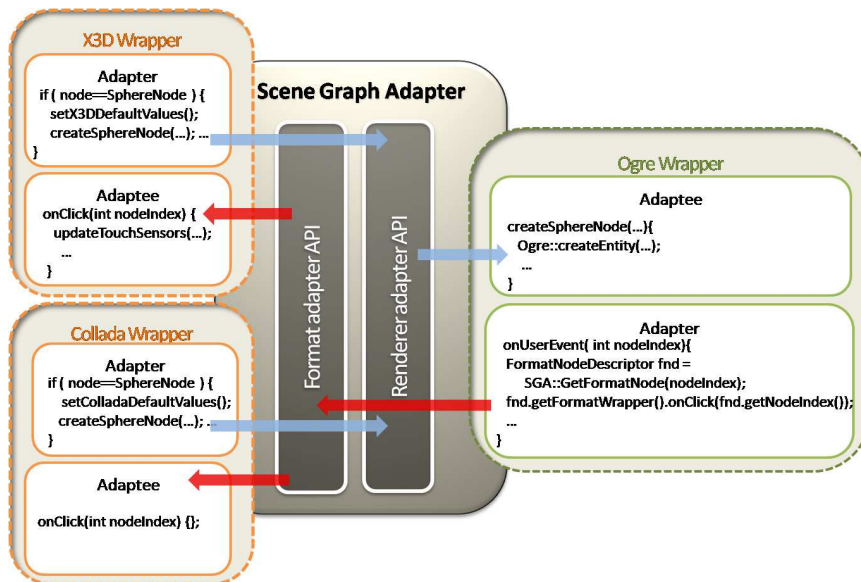 X3D Wrapper
Adapter
if ( node==SphereNode ) {
setX3DDefaultValues();
createSphereNode(...); ...
}
Adaptee
onClick(int nodeIndex) {
updateTouchSensors(...);
...
}
Collada Wrapper
Adapter
if ( node==SphereNode ) {
setColladaDefaultValues();
createSphereNode(...); ...
}
Adaptee
onClick(int nodeIndex) {};
Scene Graph Adapter
Format adapter API
Renderer adapter API
Ogre Wrapper
Adaptee
createSphereNode(...){
Ogre::createEntity(...);
...
}
Adapter
onUserEvent( int nodeIndex){
FormatNodeDescriptor fnd =
SGA::GetFormatNode(nodeIndex);
fnd.getFormatWrapper().onClick(fnd.getNodeIndex());
...
}